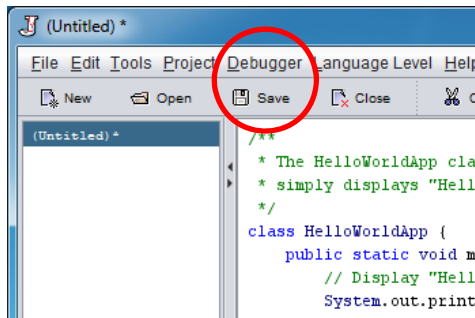 (Untitled) *
File Edit Tools Project Debugger Language Level Help
New Open Save Close
(Untitled)*
/**
* The HelloWorldApp cla
* simply displays "Hell
*/
class HelloWorldApp {
public static void m
// Display "Hell
System.out.print